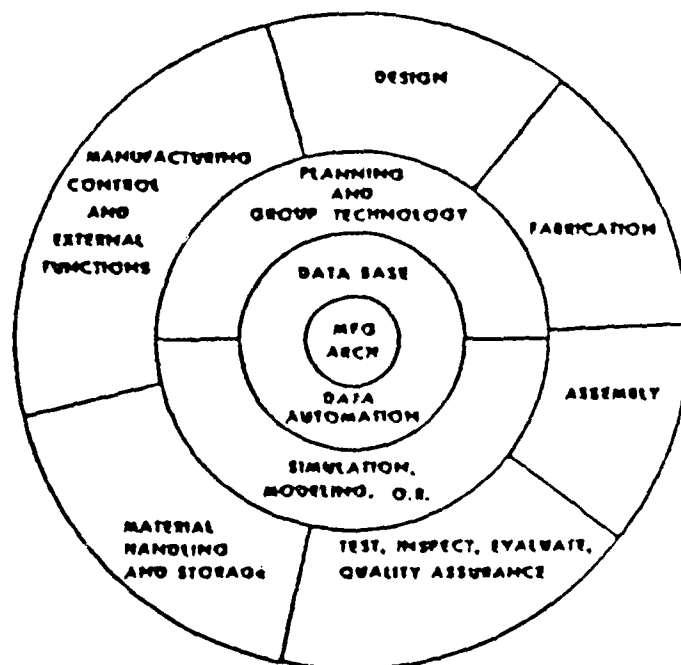 DESIGN
MANUFACTURING
CONTROL
AND
EXTERNAL
FUNCTIONS
PLANNING
AND
GROUP TECHNOLOGY
FABRICATION
DATA BASE
MFG
ARCH
DATA
AUTOMATION
ASSEMBLY
SIMULATION,
MODELING, O.R.
MATERIAL
HANDLING
AND STORAGE
TEST, INSPECT, EVALUATE,
QUALITY ASSURANCE